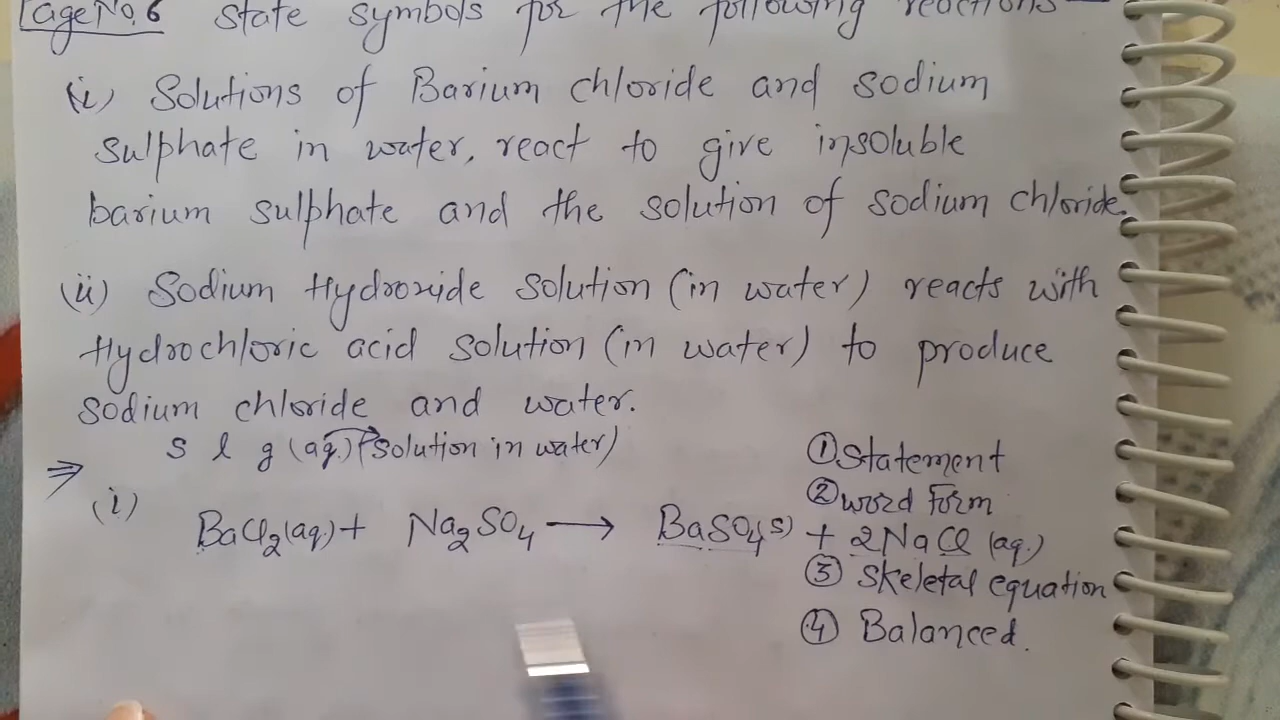 Page No. 6 State symbols for the following reactions—
(i) Solutions of Barium chloride and sodium
sulphate in water, react to give insoluble
barium sulphate and the solution of sodium chloride.
(ii) Sodium Hydroxide solution (in water) reacts with
Hydrochloric acid solution (in water) to produce
sodium chloride and water.
s l g (aq.) (solution in water)
⇒
① Statement
② word form
(i) BaCl₂(aq.) + Na₂SO₄ → BaSO₄(s) + 2NaCl (aq.)
③ Skeletal equation
④ Balanced.